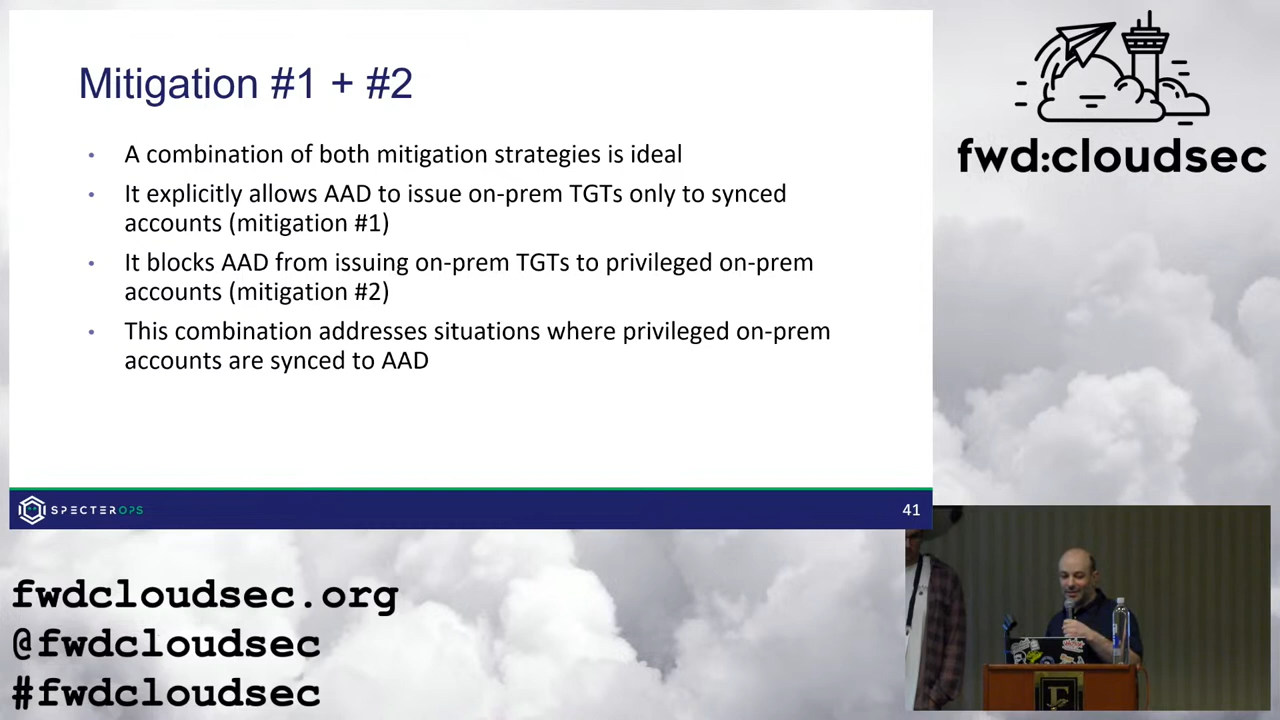 Mitigation #1 + #2
• A combination of both mitigation strategies is ideal
• It explicitly allows AAD to issue on-prem TGTs only to synced
accounts (mitigation #1)
• It blocks AAD from issuing on-prem TGTs to privileged on-prem
accounts (mitigation #2)
• This combination addresses situations where privileged on-prem
accounts are synced to AAD
SPECTEROPS
41
fwd:cloudsec
fwdcloudsec.org
@fwdcloudsec
#fwdcloudsec